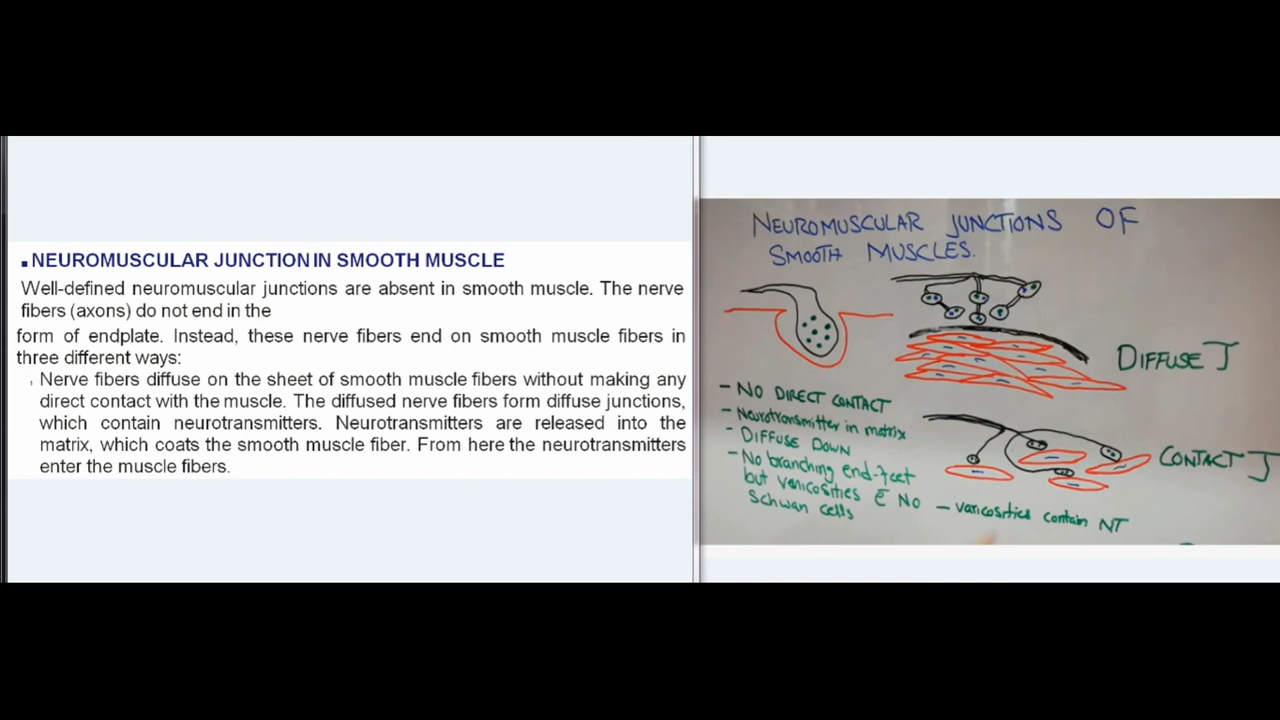 ▪NEUROMUSCULAR JUNCTION IN SMOOTH MUSCLE
Well-defined neuromuscular junctions are absent in smooth muscle. The nerve
fibers (axons) do not end in the
form of endplate. Instead, these nerve fibers end on smooth muscle fibers in
three different ways:
Nerve fibers diffuse on the sheet of smooth muscle fibers without making any
direct contact with the muscle. The diffused nerve fibers form diffuse junctions,
which contain neurotransmitters. Neurotransmitters are released into the
matrix, which coats the smooth muscle fiber. From here the neurotransmitters
enter the muscle fibers.
NEUROMUSCULAR JUNCTIONS OF
SMOOTH MUSCLES.
DIFFUSE J
- NO DIRECT CONTACT
- Neurotransmitter in matrix
- DIFFUSE DOWN
- No branching end-feet
but varicosities c̄ NO
Schwan cells
CONTACT J
- varicosities contain NT